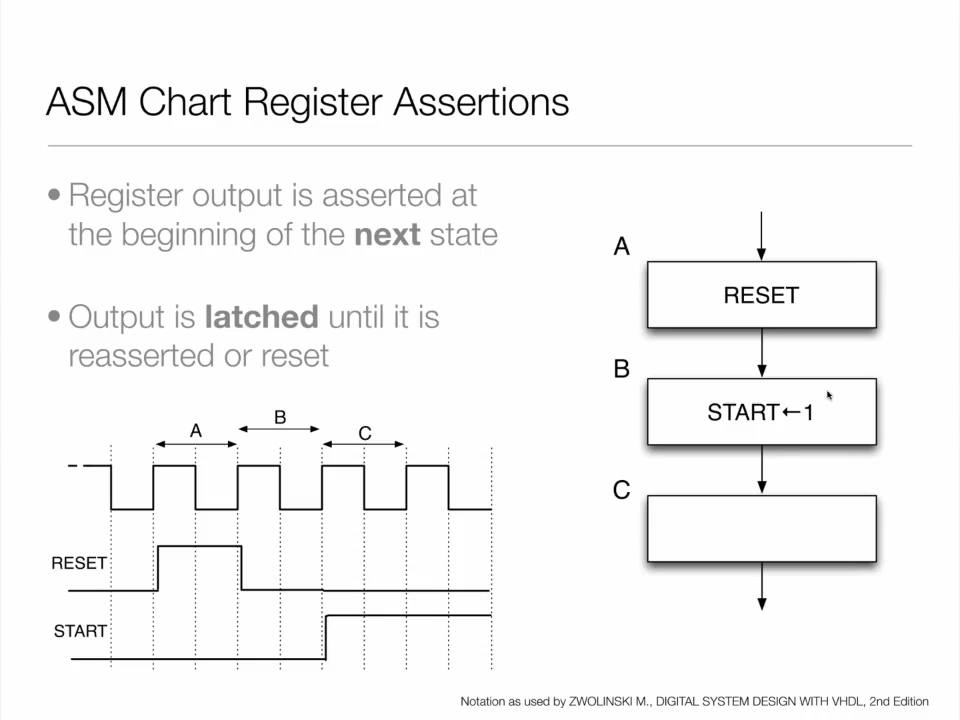 ASM Chart Register Assertions
• Register output is asserted at
the beginning of the next state
• Output is latched until it is
reasserted or reset
A
B
C
RESET
START
A
RESET
B
START←1
C
Notation as used by ZWOLINSKI M., DIGITAL SYSTEM DESIGN WITH VHDL, 2nd Edition